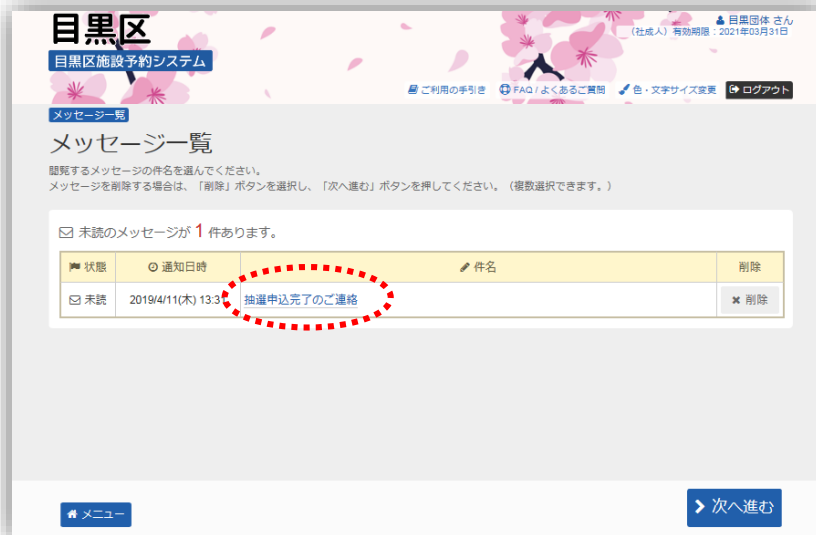 目黒区
目黒区施設予約システム
目黒団体 さん
(社成人) 有効期限：2021年03月31日
ご利用の手引き FAQ / よくあるご質問 色・文字サイズ変更 ログアウト
メッセージ一覧
メッセージ一覧
閲覧するメッセージの件名を選んでください。
メッセージを削除する場合は、「削除」ボタンを選択し、「次へ進む」ボタンを押してください。（複数選択できます。）
未読のメッセージが 1 件あります。
状態 通知日時 件名 削除
未読 2019/4/11(木) 13:3 抽選申込完了のご連絡 削除
メニュー 次へ進む